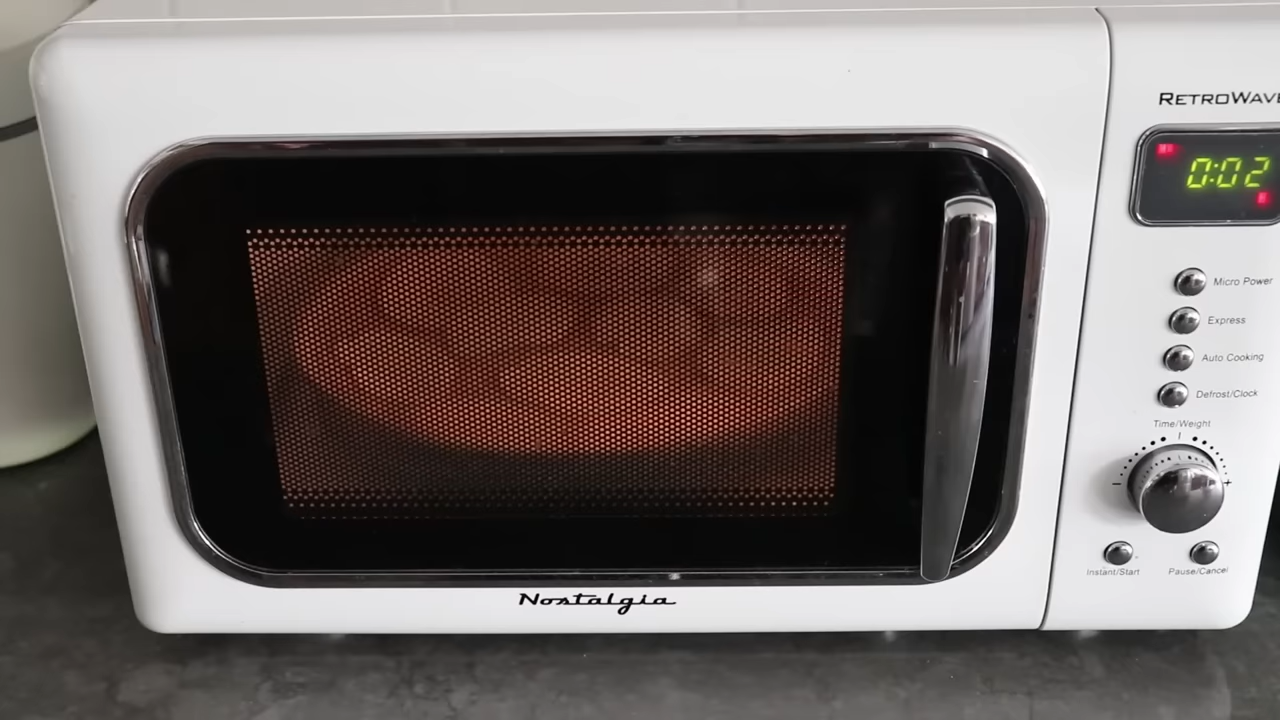 RETROWAVE
0:02
Micro Power
Express
Auto Cooking
Defrost/Clock
Time/Weight
- +
Instant/Start Pause/Cancel
Nostalgia